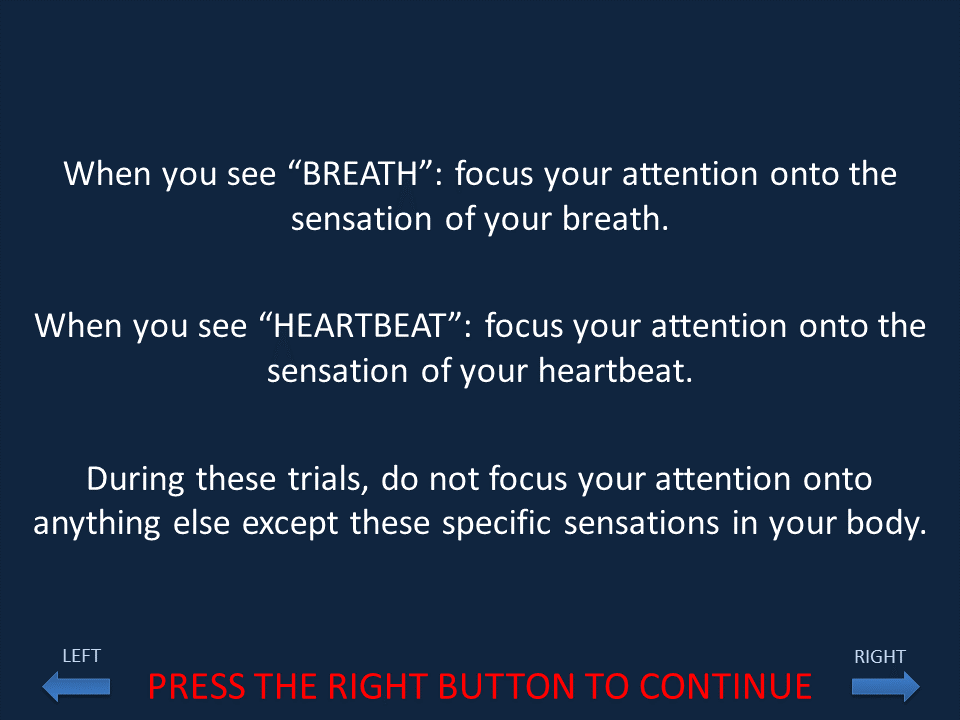 When you see “BREATH”: focus your attention onto the
sensation of your breath.
When you see “HEARTBEAT”: focus your attention onto the
sensation of your heartbeat.
During these trials, do not focus your attention onto
anything else except these specific sensations in your body.
LEFT
RIGHT
PRESS THE RIGHT BUTTON TO CONTINUE